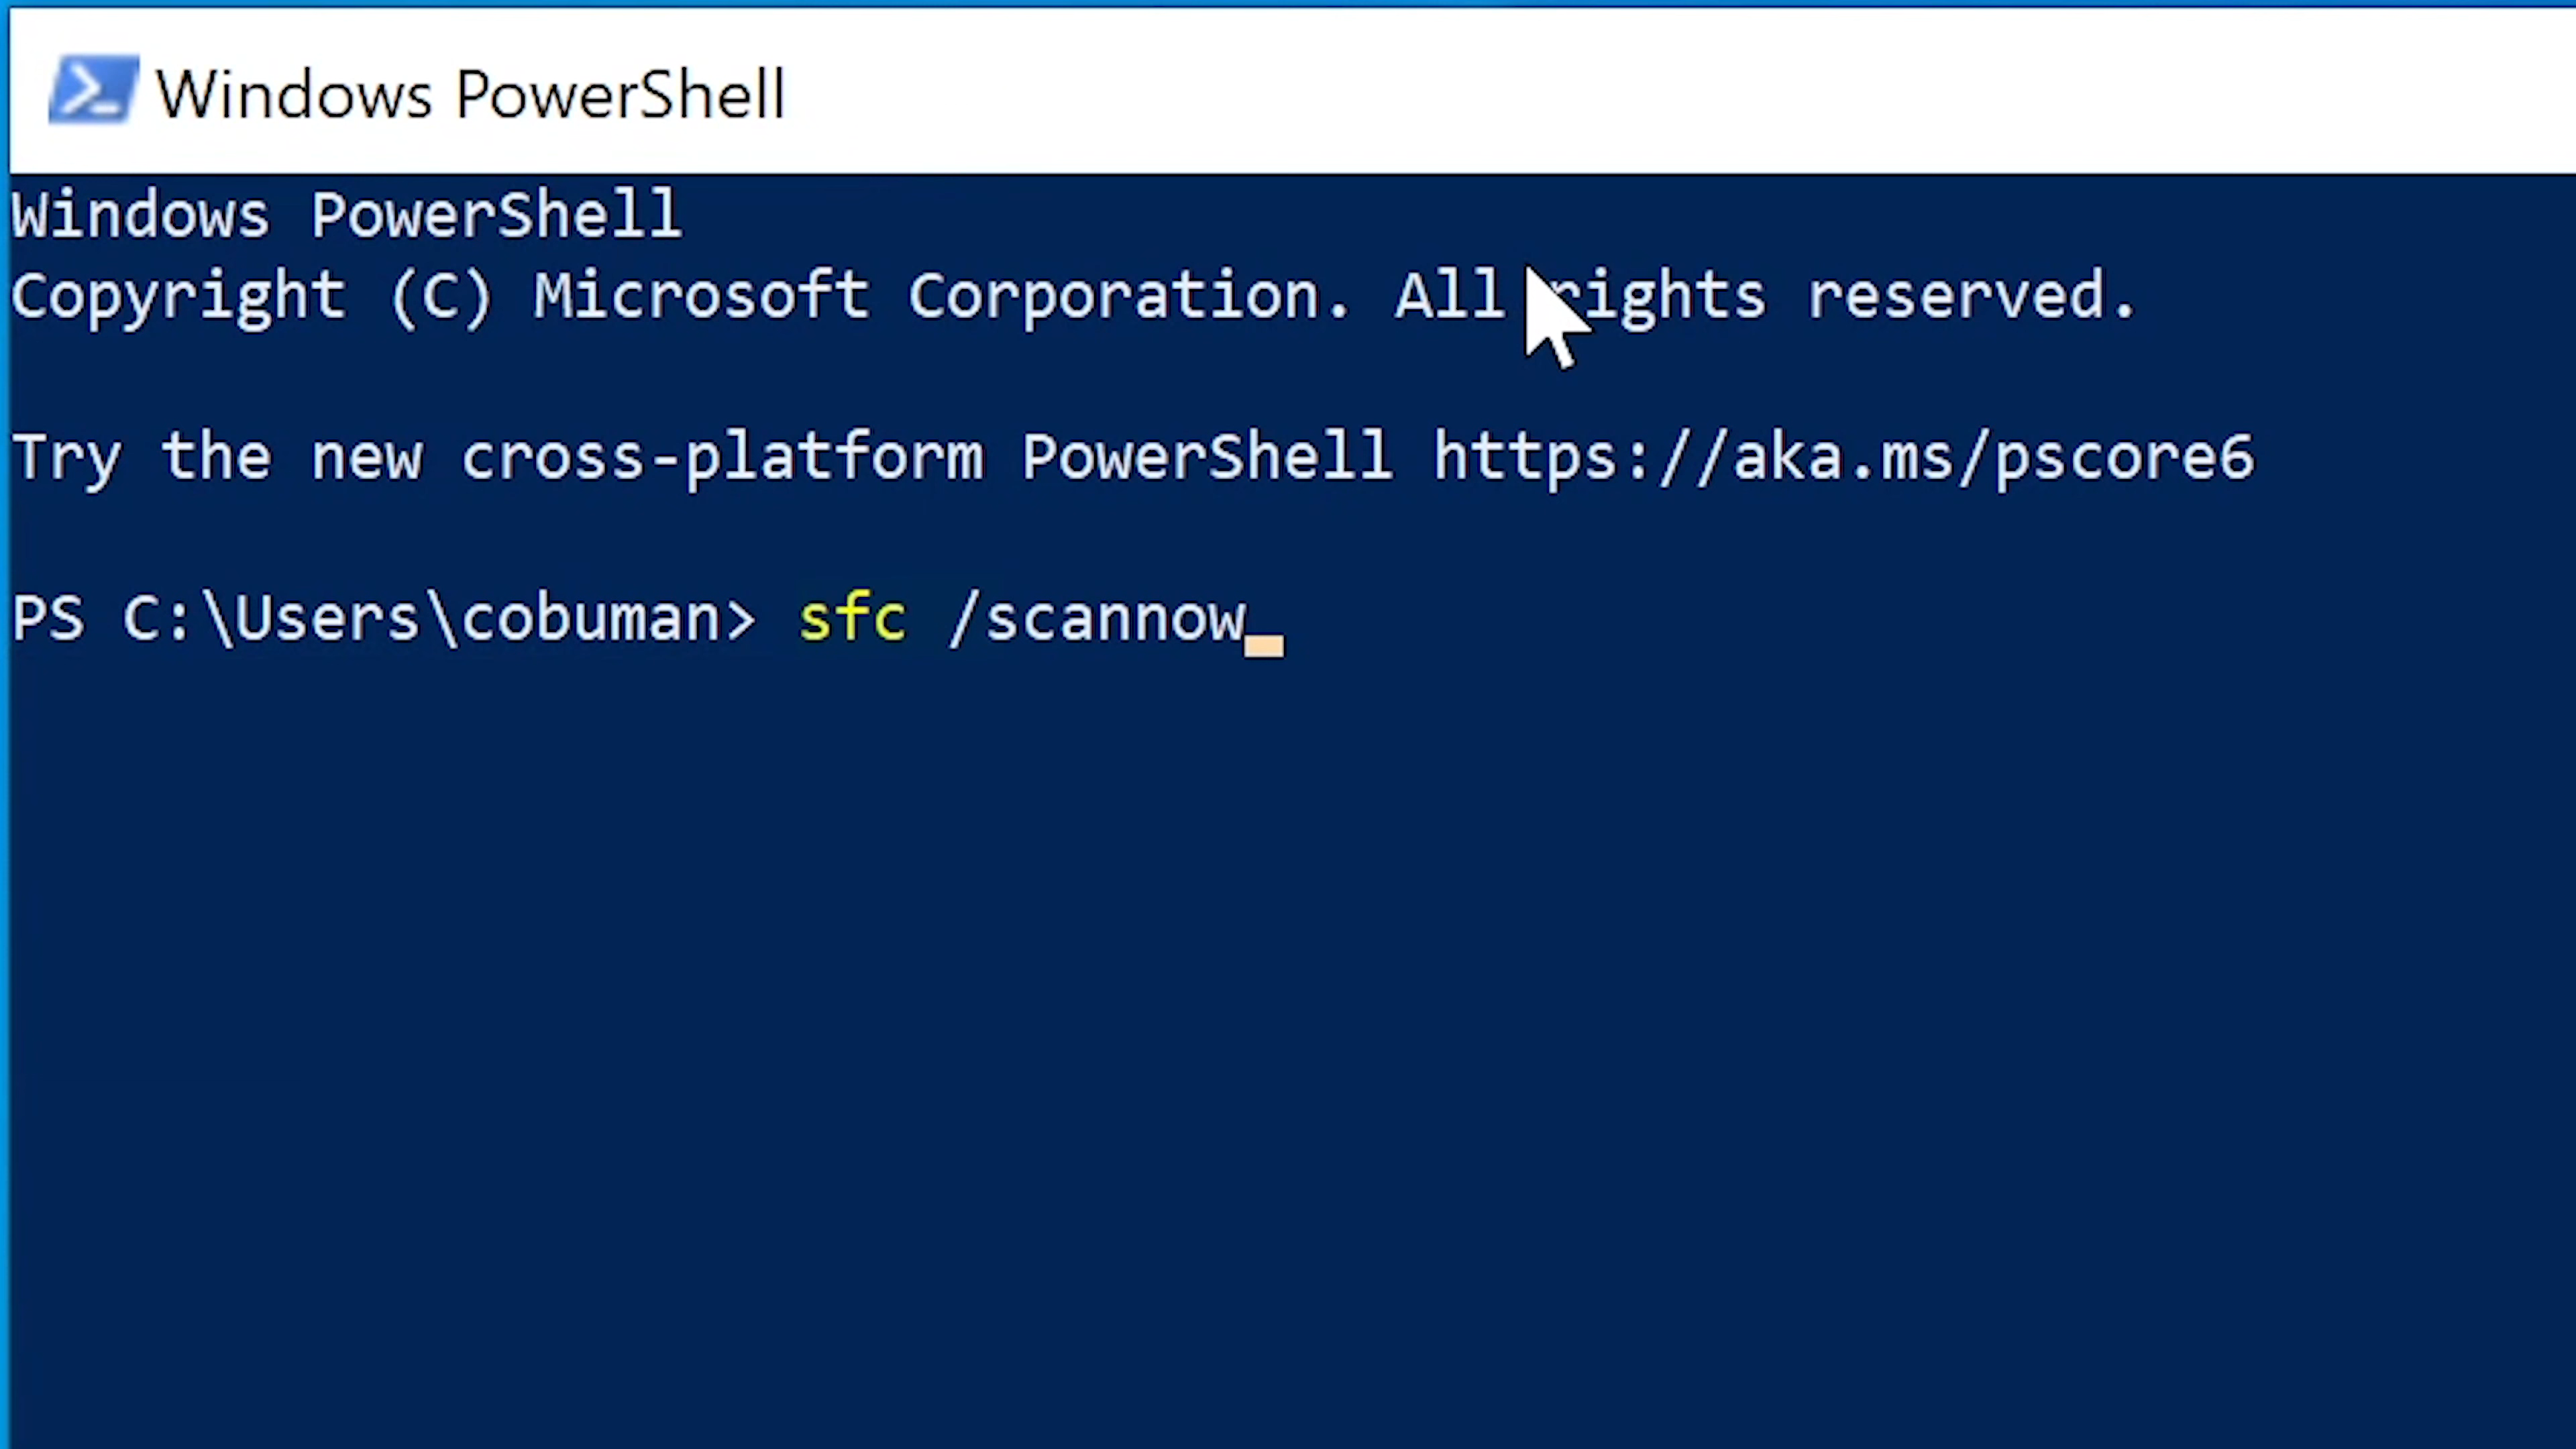 Windows PowerShell
Windows PowerShell
Copyright (C) Microsoft Corporation. All rights reserved.
Try the new cross-platform PowerShell https://aka.ms/pscore6
PS C:\Users\cobuman> sfc /scannow